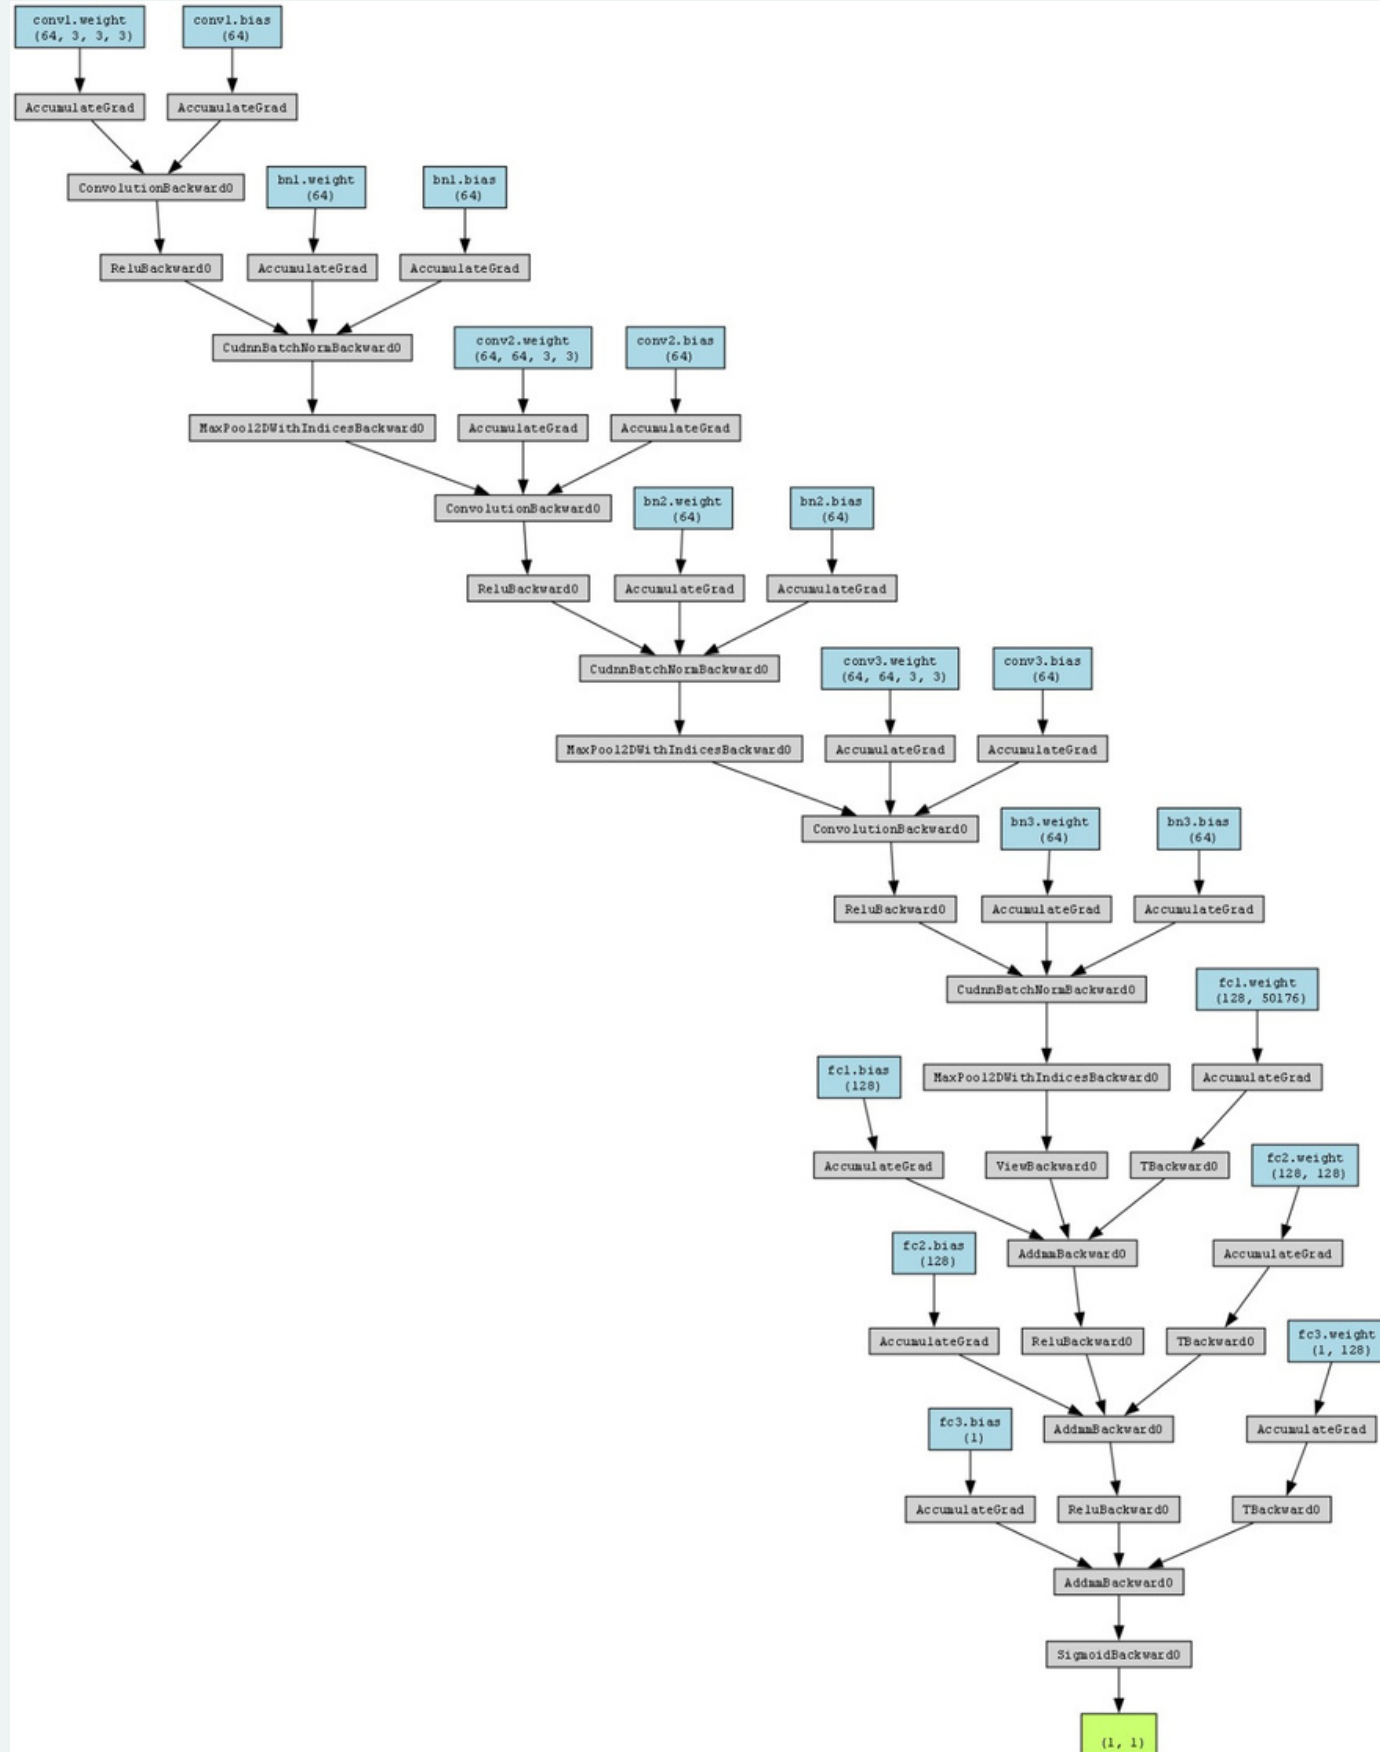 conv1.weight
(64, 3, 3, 3)
conv1.bias
(64)
AccumulateGrad
AccumulateGrad
ConvolutionBackward0
bn1.weight
(64)
bn1.bias
(64)
ReluBackward0
AccumulateGrad
AccumulateGrad
CudnnBatchNormBackward0
conv2.weight
(64, 64, 3, 3)
conv2.bias
(64)
MaxPool2DWithIndicesBackward0
AccumulateGrad
AccumulateGrad
ConvolutionBackward0
bn2.weight
(64)
bn2.bias
(64)
ReluBackward0
AccumulateGrad
AccumulateGrad
CudnnBatchNormBackward0
conv3.weight
(64, 64, 3, 3)
conv3.bias
(64)
MaxPool2DWithIndicesBackward0
AccumulateGrad
AccumulateGrad
ConvolutionBackward0
bn3.weight
(64)
bn3.bias
(64)
ReluBackward0
AccumulateGrad
AccumulateGrad
CudnnBatchNormBackward0
fc1.weight
(128, 50176)
fc1.bias
(128)
MaxPool2DWithIndicesBackward0
AccumulateGrad
AccumulateGrad
ViewBackward0
TBackward0
fc2.weight
(128, 128)
fc2.bias
(128)
AddmmBackward0
AccumulateGrad
AccumulateGrad
ReluBackward0
TBackward0
fc3.weight
(1, 128)
fc3.bias
(1)
AddmmBackward0
AccumulateGrad
AccumulateGrad
ReluBackward0
TBackward0
AddmmBackward0
SigmoidBackward0
(1, 1)